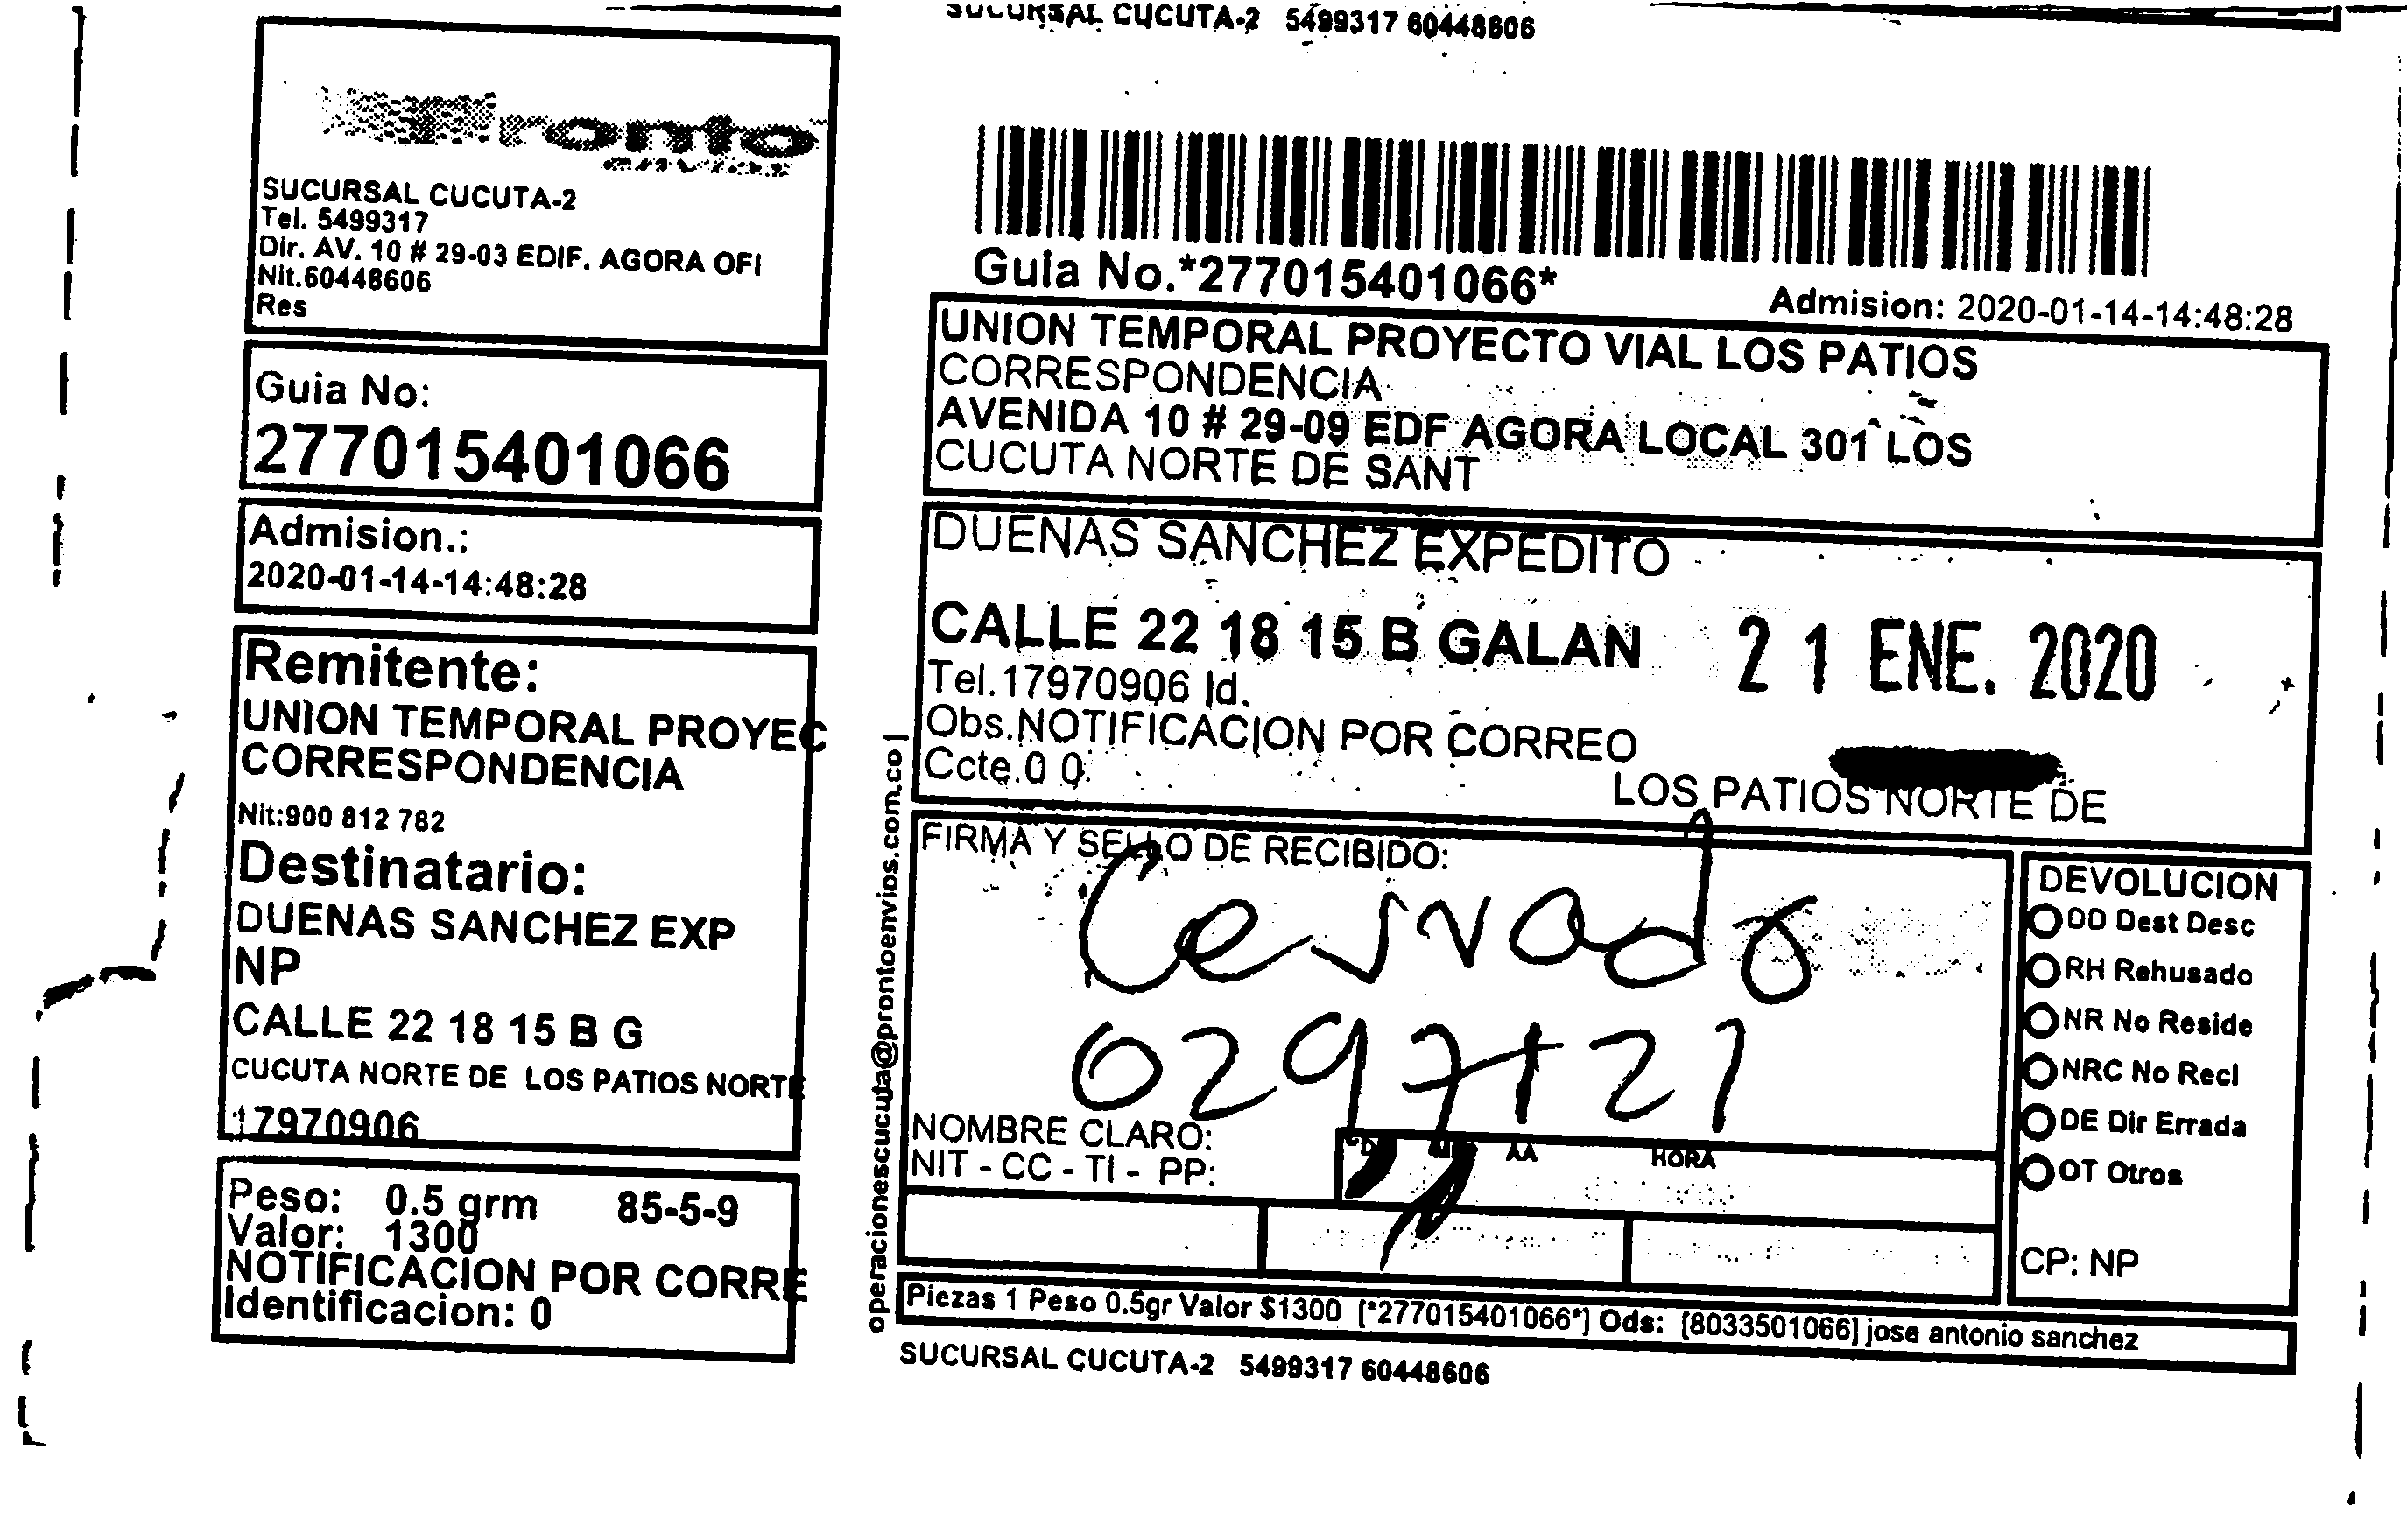 SUCURSAL CUCUTA-2 5499317 60448606
Pronto
envios
SUCURSAL CUCUTA-2
Tel. 5499317
Dir. AV. 10 # 29-03 EDIF. AGORA OFI
Nit.60448606
Res
Guia No:
277015401066
Admision.:
2020-01-14-14:48:28
Remitente:
UNION TEMPORAL PROYEC
CORRESPONDENCIA
Nit:900 812 782
Destinatario:
DUENAS SANCHEZ EXP
NP
CALLE 22 18 15 B G
CUCUTA NORTE DE LOS PATIOS NORTE
17970906
Peso: 0.5 grm 85-5-9
Valor: 1300
NOTIFICACION POR CORRE
Identificacion: 0
Guia No.*277015401066*
Admision: 2020-01-14-14:48:28
UNION TEMPORAL PROYECTO VIAL LOS PATIOS
CORRESPONDENCIA
AVENIDA 10 # 29-09 EDF AGORA LOCAL 301 LOS
CUCUTA NORTE DE SANT
DUENAS SANCHEZ EXPEDITO
CALLE 22 18 15 B GALAN
21 ENE. 2020
Tel.17970906 Id.
Obs.NOTIFICACION POR CORREO
Ccte.0 0
LOS PATIOS NORTE DE
operacionescucuta@prontoenvios.com.co |
FIRMA Y SELLO DE RECIBIDO:
Cerrado
0297121
NOMBRE CLARO:
NIT - CC - TI - PP:
AA HORA
DEVOLUCION
DD Dest Desc
RH Rehusado
NR No Reside
NRC No Recl
DE Dir Errada
OT Otros
CP: NP
Piezas 1 Peso 0.5gr Valor $1300 [*277015401066*] Ods: [8033501066] jose antonio sanchez
SUCURSAL CUCUTA-2 5499317 60448606